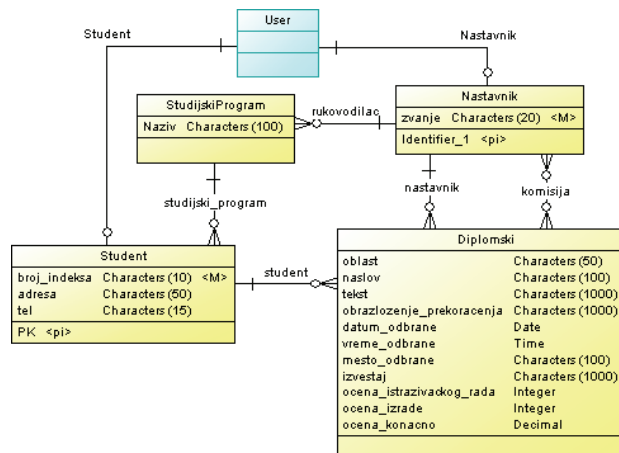 User
Student
Nastavnik
StudijskiProgram
Naziv Characters (100)
rukovodilac
Nastavnik
zvanje Characters (20) <M>
Identifier_1 <pi>
studijski_program
nastavnik
komisija
Student
broj_indeksa Characters (10) <M>
adresa Characters (50)
tel Characters (15)
PK <pi>
student
Diplomski
oblast Characters (50)
naslov Characters (100)
tekst Characters (1000)
obrazlozenje_prekoracenja Characters (1000)
datum_odbrane Date
vreme_odbrane Time
mesto_odbrane Characters (100)
izvestaj Characters (1000)
ocena_istrazivackog_rada Integer
ocena_izrade Integer
ocena_konacno Decimal